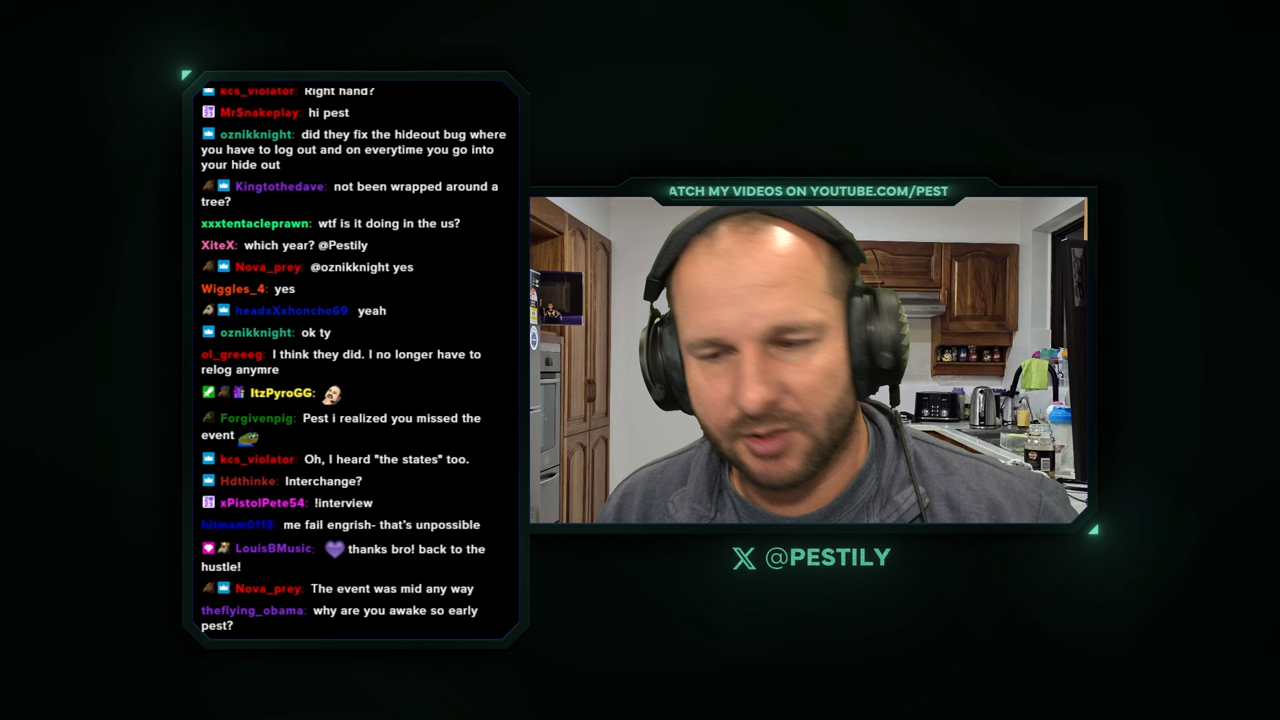 kcs_violator: Right hand?
MrSnakeplay: hi pest
oznikknight: did they fix the hideout bug where
you have to log out and on everytime you go into
your hide out
Kingtothedave: not been wrapped around a
tree?
xxxtentacleprawn: wtf is it doing in the us?
XiteX: which year? @Pestily
Nova_prey: @oznikknight yes
Wiggles_4: yes
headxXxhoncho69: yeah
oznikknight: ok ty
ol_greeeg: I think they did. I no longer have to
relog anymre
ItzPyroGG:
Forgivenpig: Pest i realized you missed the
event
kcs_violator: Oh, I heard "the states" too.
Hdthinke: Interchange?
xPistolPete54: !interview
hitmam0113: me fail engrish- that's unpossible
LouisBMusic: thanks bro! back to the
hustle!
Nova_prey: The event was mid any way
theflying_obama: why are you awake so early
pest?
ATCH MY VIDEOS ON YOUTUBE.COM/PEST
X @PESTILY